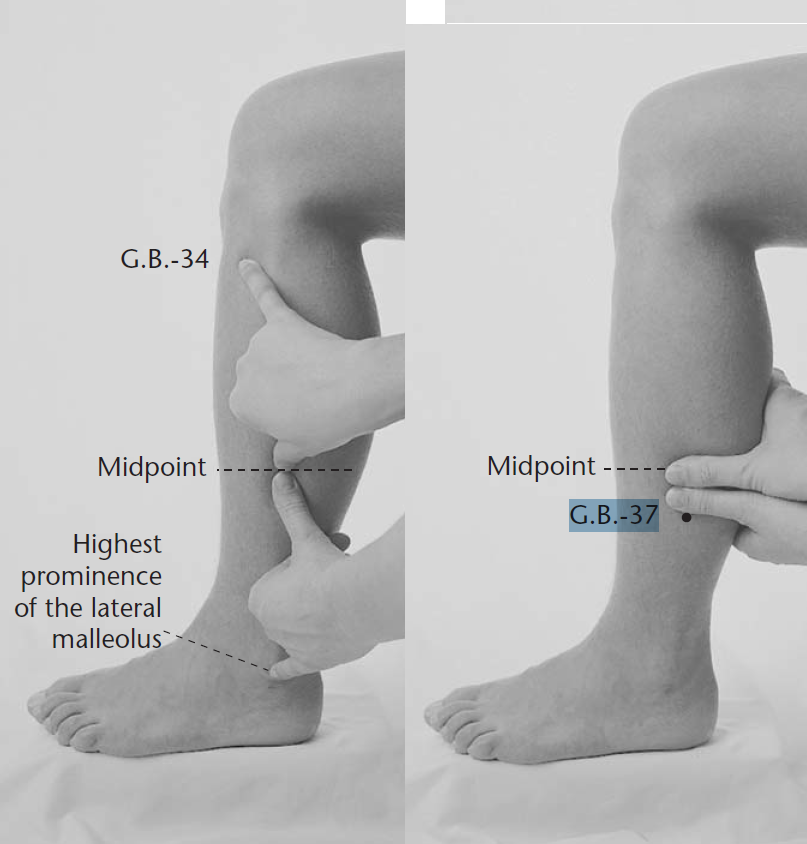 G.B.-34
Midpoint
Highest
prominence
of the lateral
malleolus
Midpoint
G.B.-37